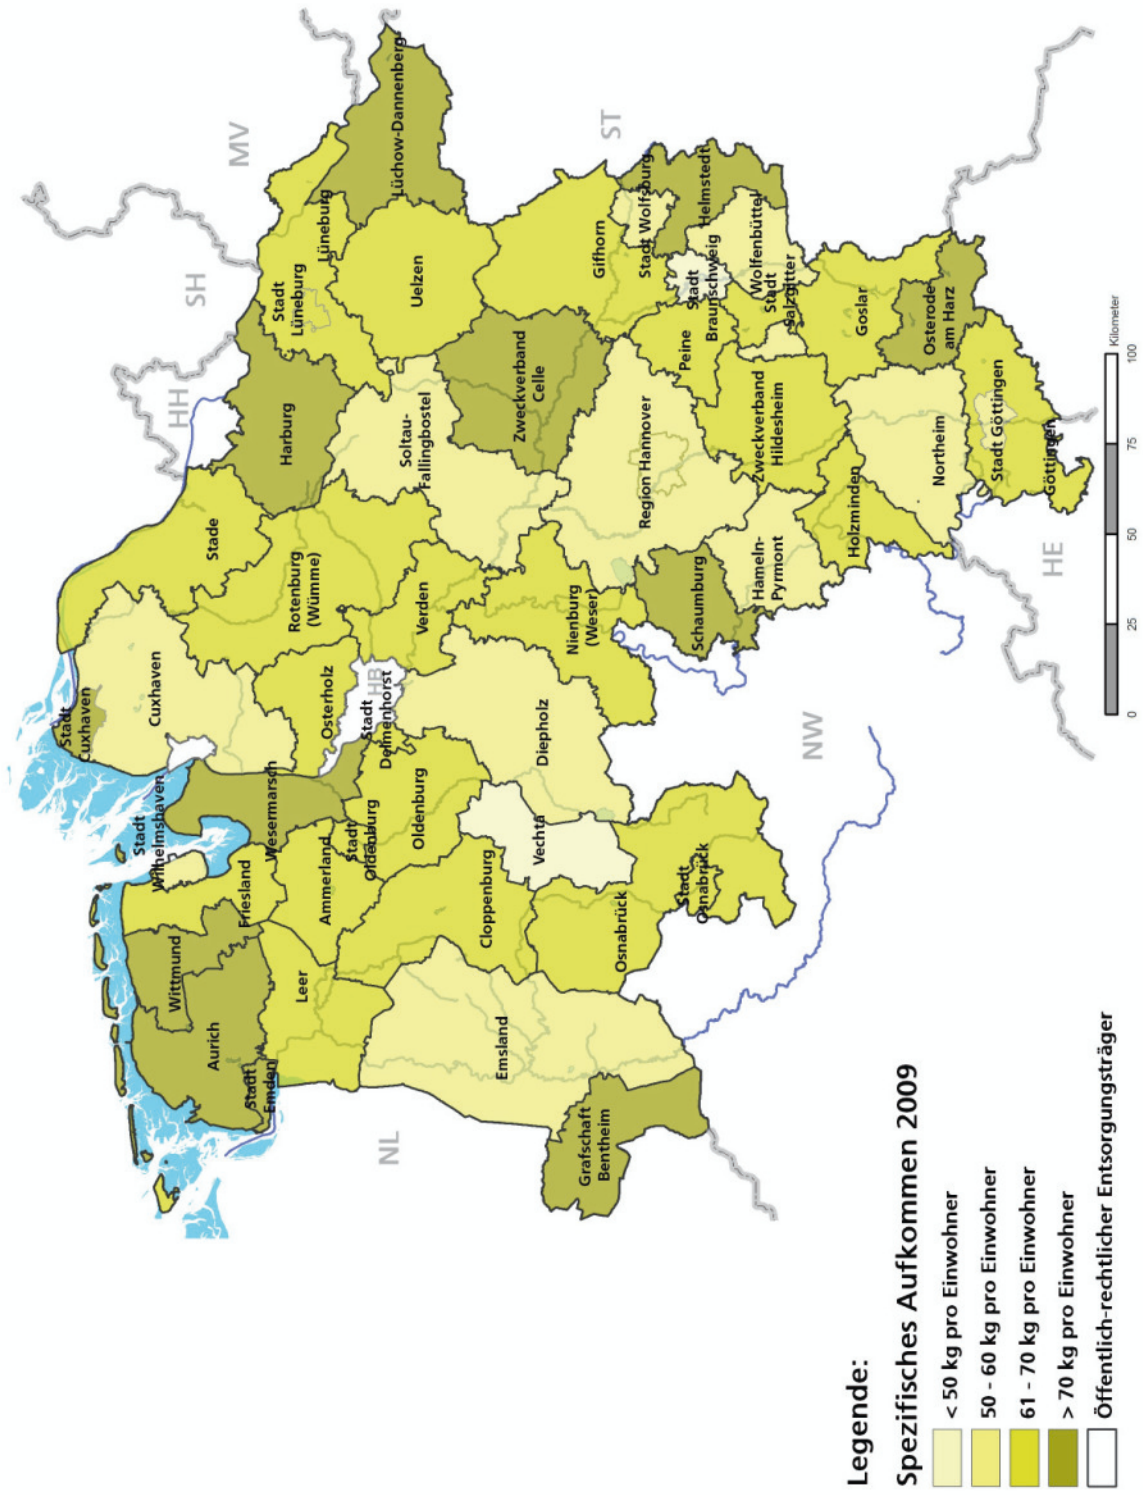 MV
SH
HH
ST
Lüchow-Dannenberg
Lüneburg
Stadt
Lüneburg
Uelzen
Harburg
Stade
Stadt
Cuxhaven
Cuxhaven
Rotenburg
(Wümme)
Soltau-
Fallingbostel
Zweckverband
Celle
Gifhorn
Stadt Wolfsburg
Helmstedt
Stadt
Braunschweig
Wolfenbüttel
Stadt
Salzgitter
Peine
Region Hannover
Zweckverband
Hildesheim
Goslar
Osterode
am Harz
Northeim
Stadt Göttingen
Göttingen
Holzminden
Hameln-
Pyrmont
Schaumburg
Nienburg
(Weser)
Verden
Osterholz
HB
Stadt
Delmenhorst
Diepholz
Stadt
Wilhelmshaven
Wesermarsch
Friesland
Ammerland
Stadt
Oldenburg
Oldenburg
Vechta
Cloppenburg
Wittmund
Aurich
Stadt
Emden
Leer
Emsland
Osnabrück
Stadt
Osnabrück
Grafschaft
Bentheim
NL
NW
HE
0 25 50 75 100
Kilometer
Legende:
Spezifisches Aufkommen 2009
< 50 kg pro Einwohner
50 - 60 kg pro Einwohner
61 - 70 kg pro Einwohner
> 70 kg pro Einwohner
Öffentlich-rechtlicher Entsorgungsträger